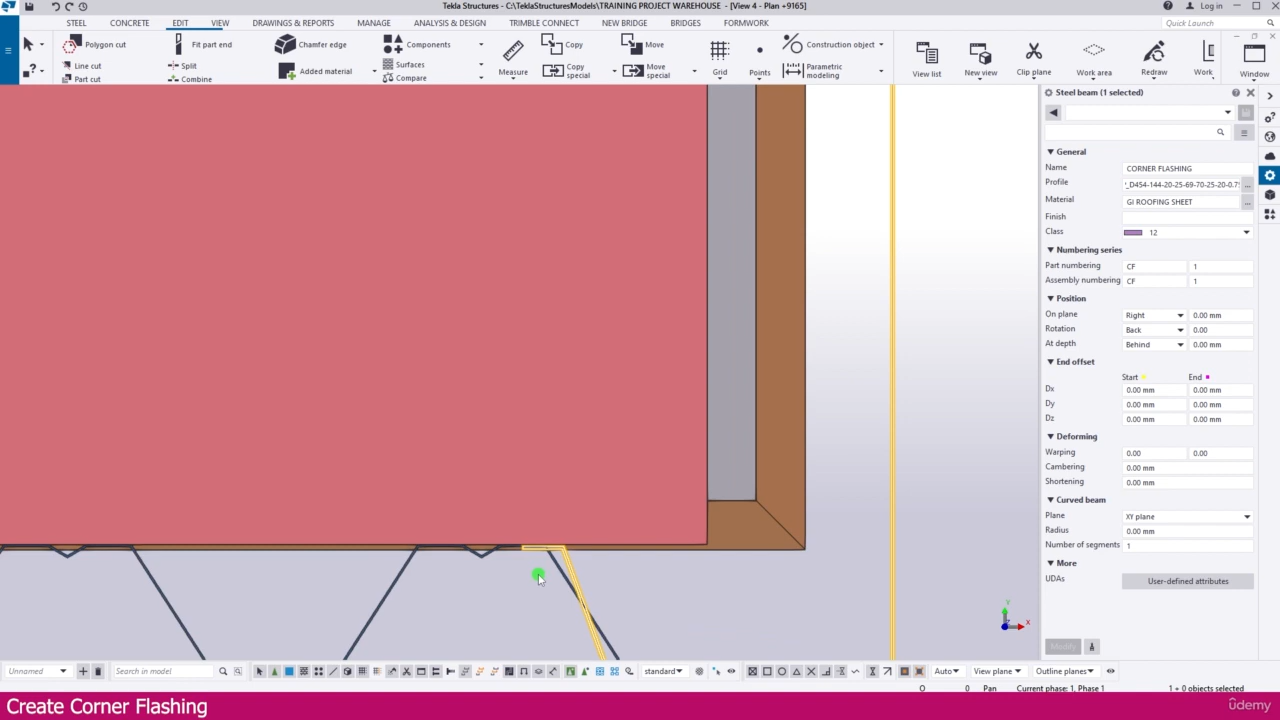 Tekla Structures - C:\TeklaStructuresModels\TRAINING PROJECT WAREHOUSE - [View 4 - Plan +9165]
Log in
STEEL CONCRETE EDIT VIEW DRAWINGS & REPORTS MANAGE ANALYSIS & DESIGN TRIMBLE CONNECT NEW BRIDGE BRIDGES FORMWORK
Quick Launch
Polygon cut
Line cut
Part cut
Fit part end
Split
Combine
Chamfer edge
Added material
Components
Surfaces
Compare
Measure
Copy
Copy special
Move
Move special
Grid
Points
Construction object
Parametric modeling
View list
New view
Clip plane
Work area
Redraw
Work
Window
Steel beam (1 selected)
General
Name CORNER FLASHING
Profile _D454-144-20-25-69-70-25-20-0.7
Material GI ROOFING SHEET
Finish
Class 12
Numbering series
Part numbering CF 1
Assembly numbering CF 1
Position
On plane Right 0.00 mm
Rotation Back 0.00
At depth Behind 0.00 mm
End offset
Start End
Dx 0.00 mm 0.00 mm
Dy 0.00 mm 0.00 mm
Dz 0.00 mm 0.00 mm
Deforming
Warping 0.00 0.00
Cambering 0.00 mm
Shortening 0.00 mm
Curved beam
Plane XY plane
Radius 0.00 mm
Number of segments 1
More
UDAs User-defined attributes
Modify
Unnamed Search in model standard Auto View plane Outline planes
O 0 Pan Current phase: 1, Phase 1 1 + 0 objects selected
Create Corner Flashing
ûdemy